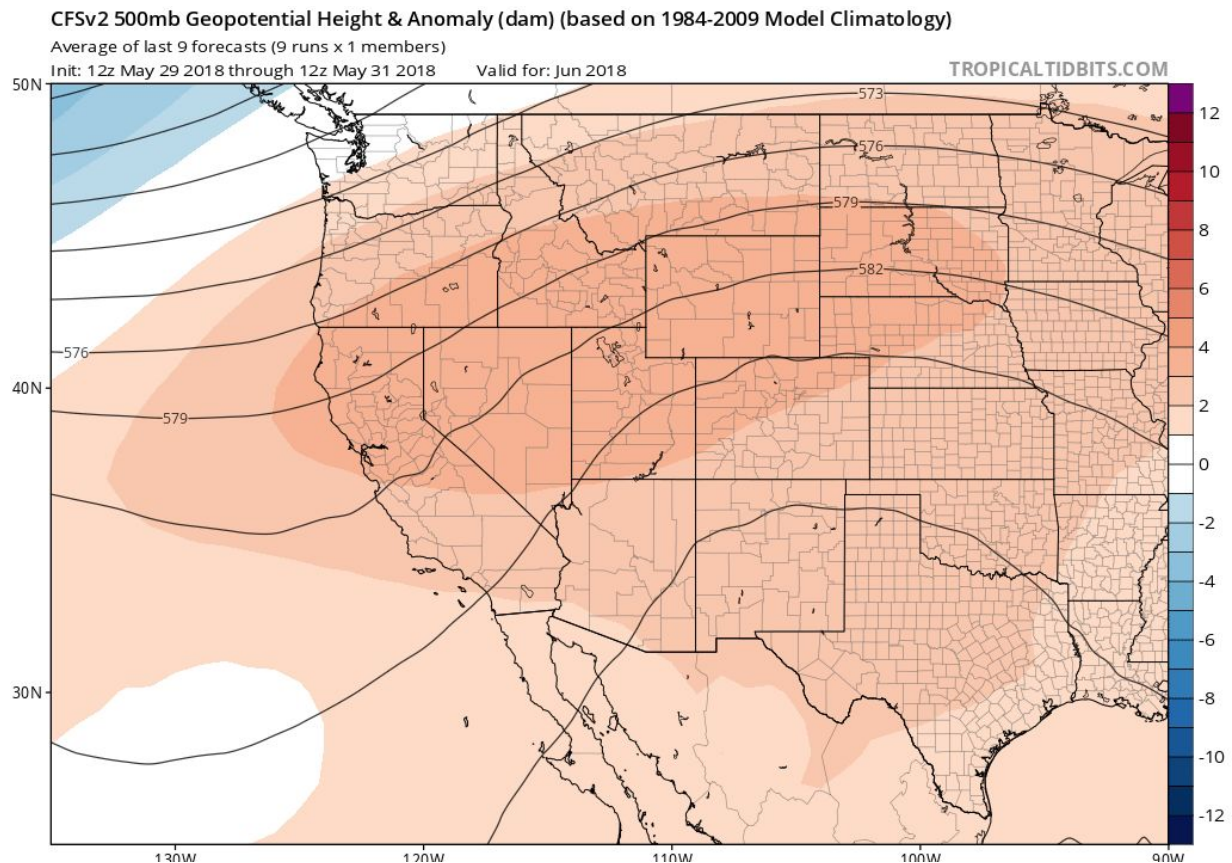 CFSv2 500mb Geopotential Height & Anomaly (dam) (based on 1984-2009 Model Climatology)
Average of last 9 forecasts (9 runs x 1 members)
Init: 12z May 29 2018 through 12z May 31 2018 Valid for: Jun 2018 TROPICALTIDBITS.COM
50N
573
12
576
10
579
8
582
6
576
4
40N
579
2
0
-2
-4
-6
30N
-8
-10
-12
130W 120W 110W 100W 90W